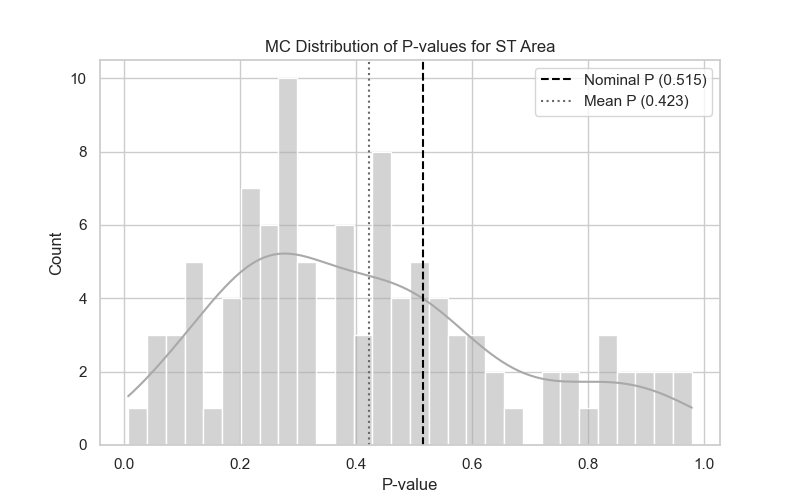 MC Distribution of P-values for ST Area
Nominal P (0.515)
Mean P (0.423)
Count
10
8
6
4
2
0
0.0 0.2 0.4 0.6 0.8 1.0
P-value